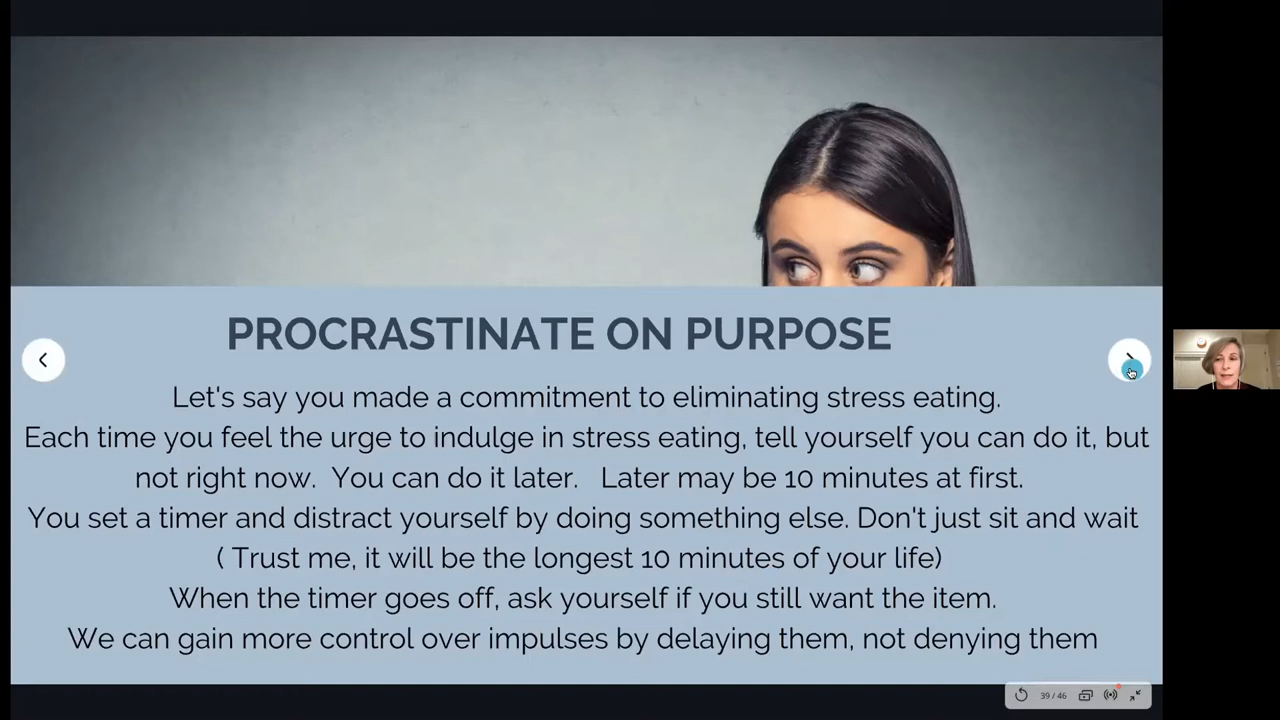 PROCRASTINATE ON PURPOSE
Let's say you made a commitment to eliminating stress eating.
Each time you feel the urge to indulge in stress eating, tell yourself you can do it, but
not right now.  You can do it later.   Later may be 10 minutes at first.
You set a timer and distract yourself by doing something else. Don't just sit and wait
( Trust me, it will be the longest 10 minutes of your life)
When the timer goes off, ask yourself if you still want the item.
We can gain more control over impulses by delaying them, not denying them
39 / 46